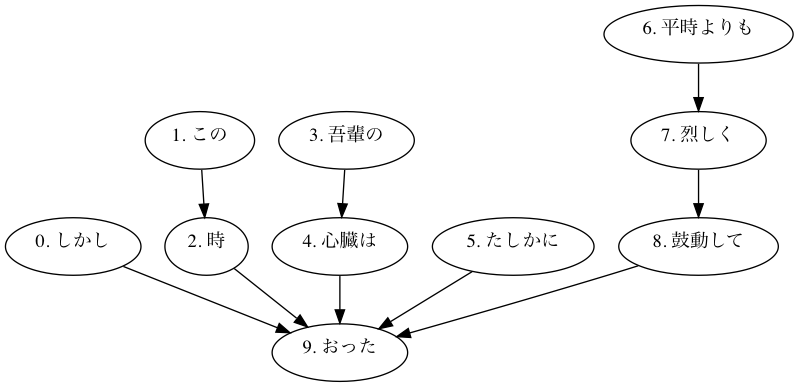 6. 平時よりも
1. この
3. 吾輩の
7. 烈しく
0. しかし
2. 時
4. 心臓は
5. たしかに
8. 鼓動して
9. おった